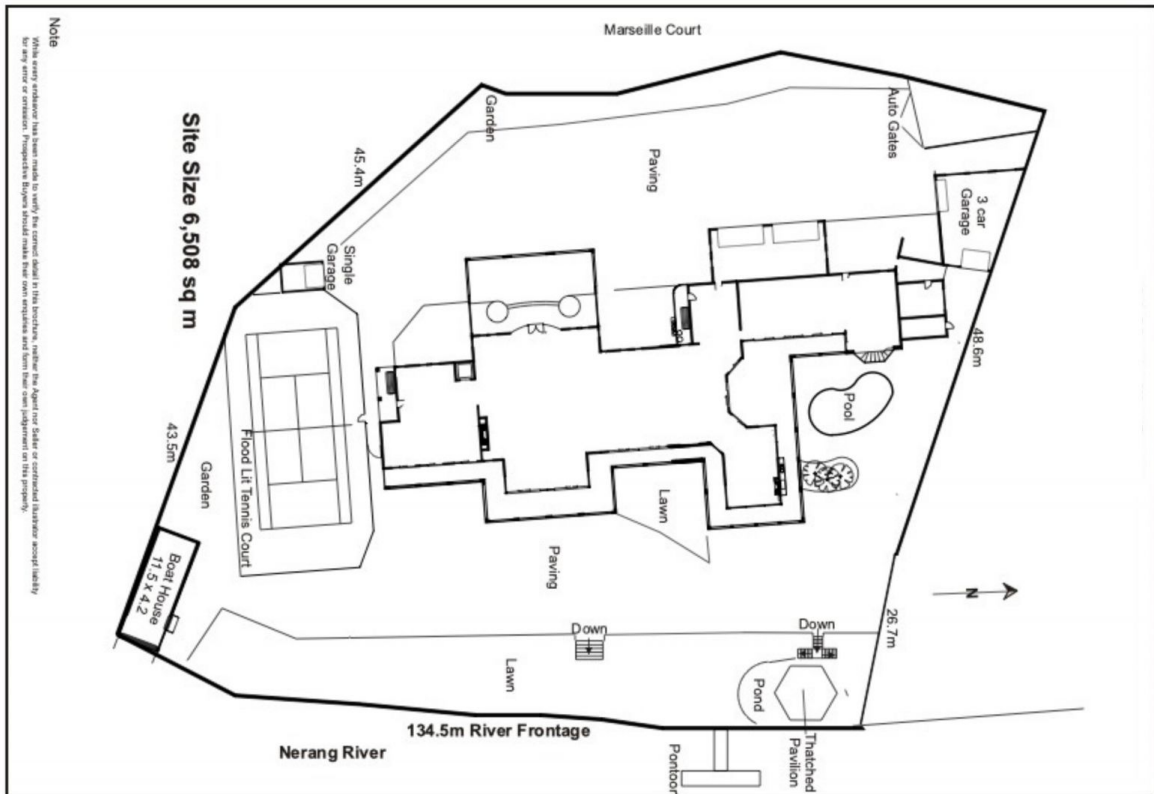 Marseille Court
Note
While every endeavor has been made to verify the correct detail in this brochure, neither the Agent nor Seller or contracted illustrator accept liability
for any error or omission. Prospective Buyers should make their own enquiries and form their own judgement on this property.
Site Size 6,508 sq m
Garden
45.4m
Paving
Auto Gates
3 car
Garage
Single
Garage
48.6m
Pool
43.5m
Garden
Flood Lit Tennis Court
Lawn
Paving
Boat House
11.5 x 4.2
N
26.7m
Down
Down
Lawn
Pond
134.5m River Frontage
Nerang River
Pontoon
Thatched
Pavilion